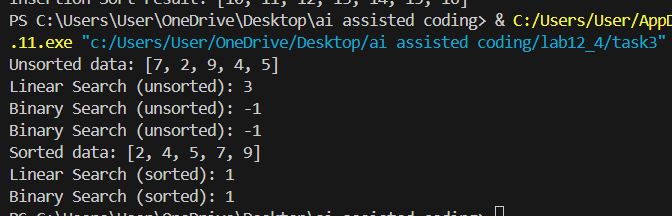 Insertion Sort result: [10, 11, 12, 13, 14, 15, 16]
PS C:\Users\User\OneDrive\Desktop\ai assisted coding> & C:/Users/User/AppD
.11.exe "c:/Users/User/OneDrive/Desktop/ai assisted coding/lab12_4/task3"
Unsorted data: [7, 2, 9, 4, 5]
Linear Search (unsorted): 3
Binary Search (unsorted): -1
Binary Search (unsorted): -1
Sorted data: [2, 4, 5, 7, 9]
Linear Search (sorted): 1
Binary Search (sorted): 1
PS C:\Users\User\OneDrive\Desktop\ai assisted coding>